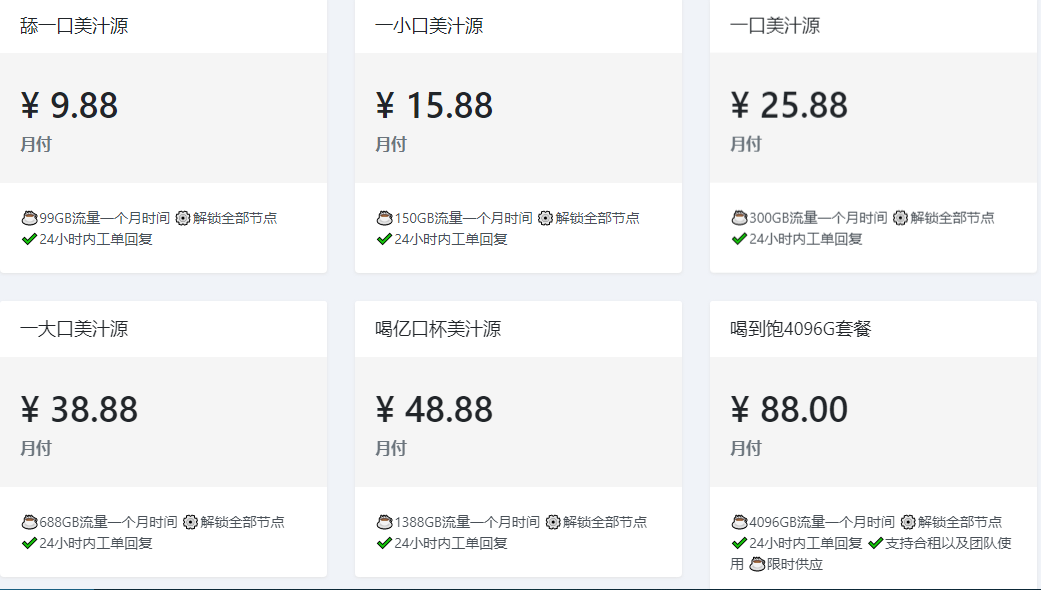 舔一口美汁源
¥ 9.88
月付
99GB流量一个月时间 解锁全部节点
24小时内工单回复
一小口美汁源
¥ 15.88
月付
150GB流量一个月时间 解锁全部节点
24小时内工单回复
一口美汁源
¥ 25.88
月付
300GB流量一个月时间 解锁全部节点
24小时内工单回复
一大口美汁源
¥ 38.88
月付
688GB流量一个月时间 解锁全部节点
24小时内工单回复
喝亿口杯美汁源
¥ 48.88
月付
1388GB流量一个月时间 解锁全部节点
24小时内工单回复
喝到饱4096G套餐
¥ 88.00
月付
4096GB流量一个月时间 解锁全部节点
24小时内工单回复 支持合租以及团队使
用 限时供应